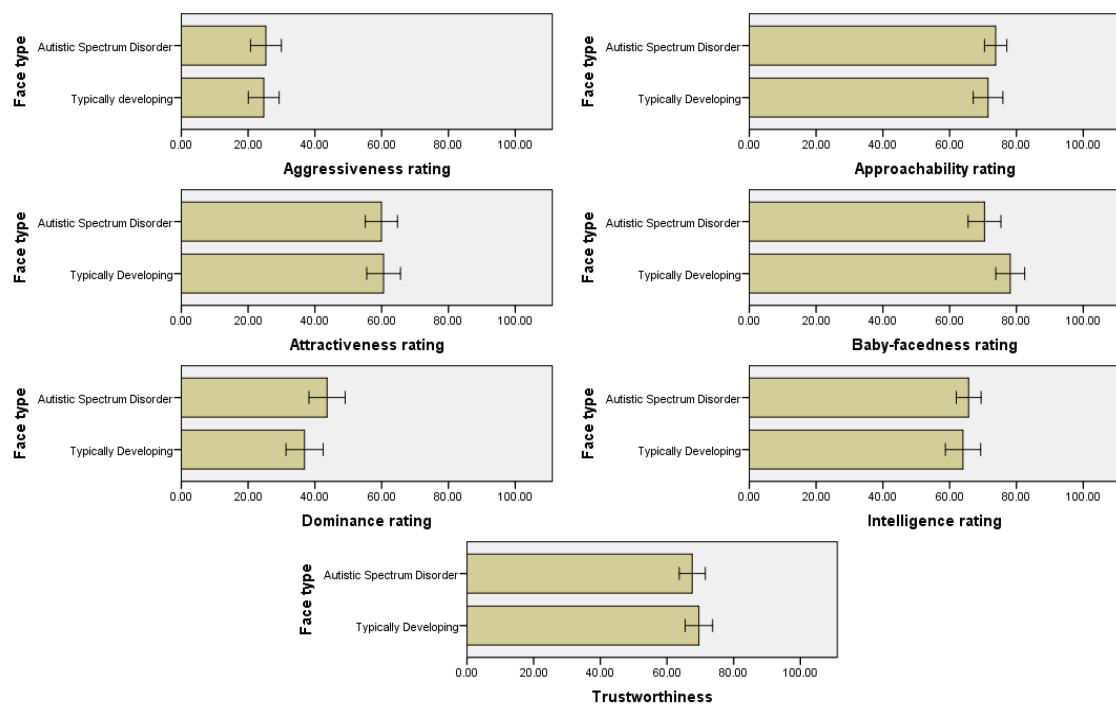 Face type
Autistic Spectrum Disorder
Typically developing
0.00 20.00 40.00 60.00 80.00 100.00
Aggressiveness rating
Face type
Autistic Spectrum Disorder
Typically Developing
0.00 20.00 40.00 60.00 80.00 100.00
Approachability rating
Face type
Autistic Spectrum Disorder
Typically Developing
0.00 20.00 40.00 60.00 80.00 100.00
Attractiveness rating
Face type
Autistic Spectrum Disorder
Typically Developing
0.00 20.00 40.00 60.00 80.00 100.00
Baby-facedness rating
Face type
Autistic Spectrum Disorder
Typically Developing
0.00 20.00 40.00 60.00 80.00 100.00
Dominance rating
Face type
Autistic Spectrum Disorder
Typically Developing
0.00 20.00 40.00 60.00 80.00 100.00
Intelligence rating
Face type
Autistic Spectrum Disorder
Typically Developing
0.00 20.00 40.00 60.00 80.00 100.00
Trustworthiness